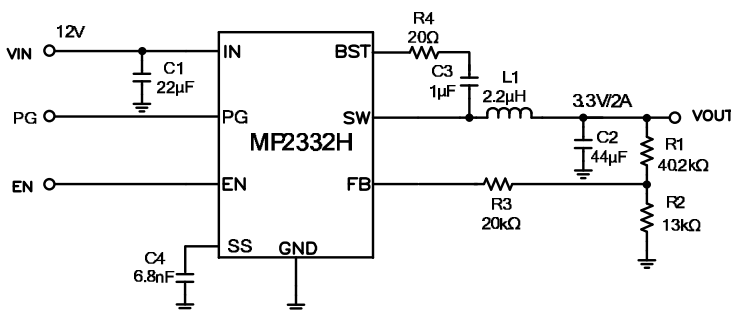 12V
VIN
IN
C1
22µF
PG
PG
EN
EN
MP2332H
C4
6.8nF
SS
GND
BST
R4
20Ω
C3
1µF
SW
L1
2.2µH
3.3V/2A
VOUT
C2
44µF
R1
40.2kΩ
FB
R3
20kΩ
R2
13kΩ